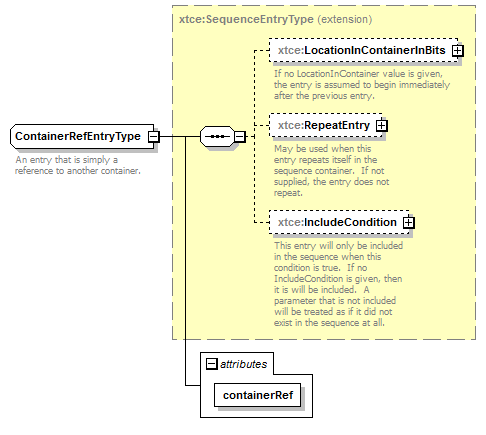 xtce:SequenceEntryType (extension)
xtce:LocationInContainerInBits
If no LocationInContainer value is given,
the entry is assumed to begin immediately
after the previous entry.
ContainerRefEntryType
An entry that is simply a
reference to another container.
xtce:RepeatEntry
May be used when this
entry repeats itself in the
sequence container.  If not
supplied, the entry does not
repeat.
xtce:IncludeCondition
This entry will only be included
in the sequence when this
condition is true.  If no
IncludeCondition is given, then
it is will be included.  A
parameter that is not included
will be treated as if it did not
exist in the sequence at all.
attributes
containerRef